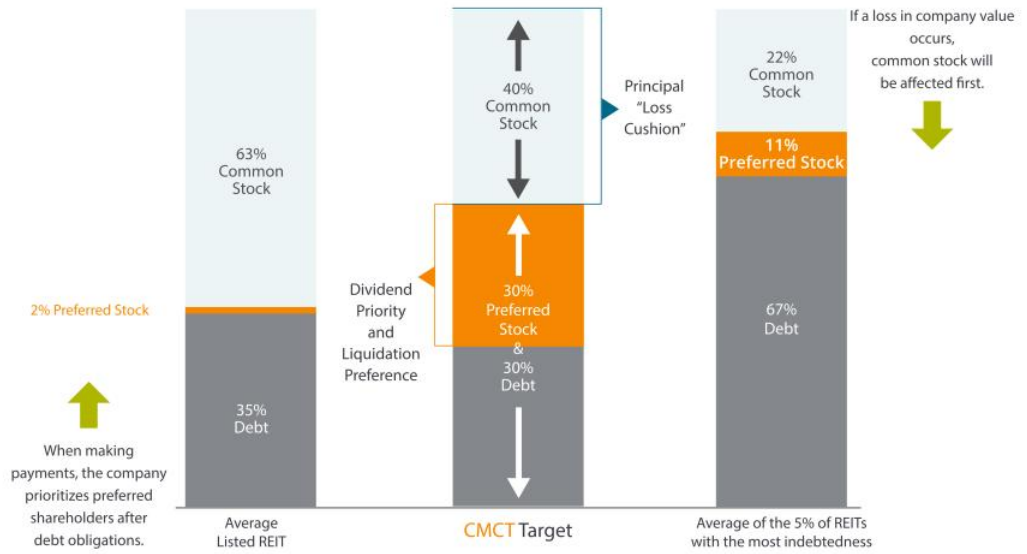 63%
Common
Stock
2% Preferred Stock
35%
Debt
When making
payments, the company
prioritizes preferred
shareholders after
debt obligations.
Average
Listed REIT
Dividend
Priority
and
Liquidation
Preference
40%
Common
Stock
30%
Preferred
Stock
&
30%
Debt
CMCT Target
Principal
“Loss
Cushion”
22%
Common
Stock
11%
Preferred Stock
67%
Debt
Average of the 5% of REITs
with the most indebtedness
If a loss in company value
occurs,
common stock will
be affected first.